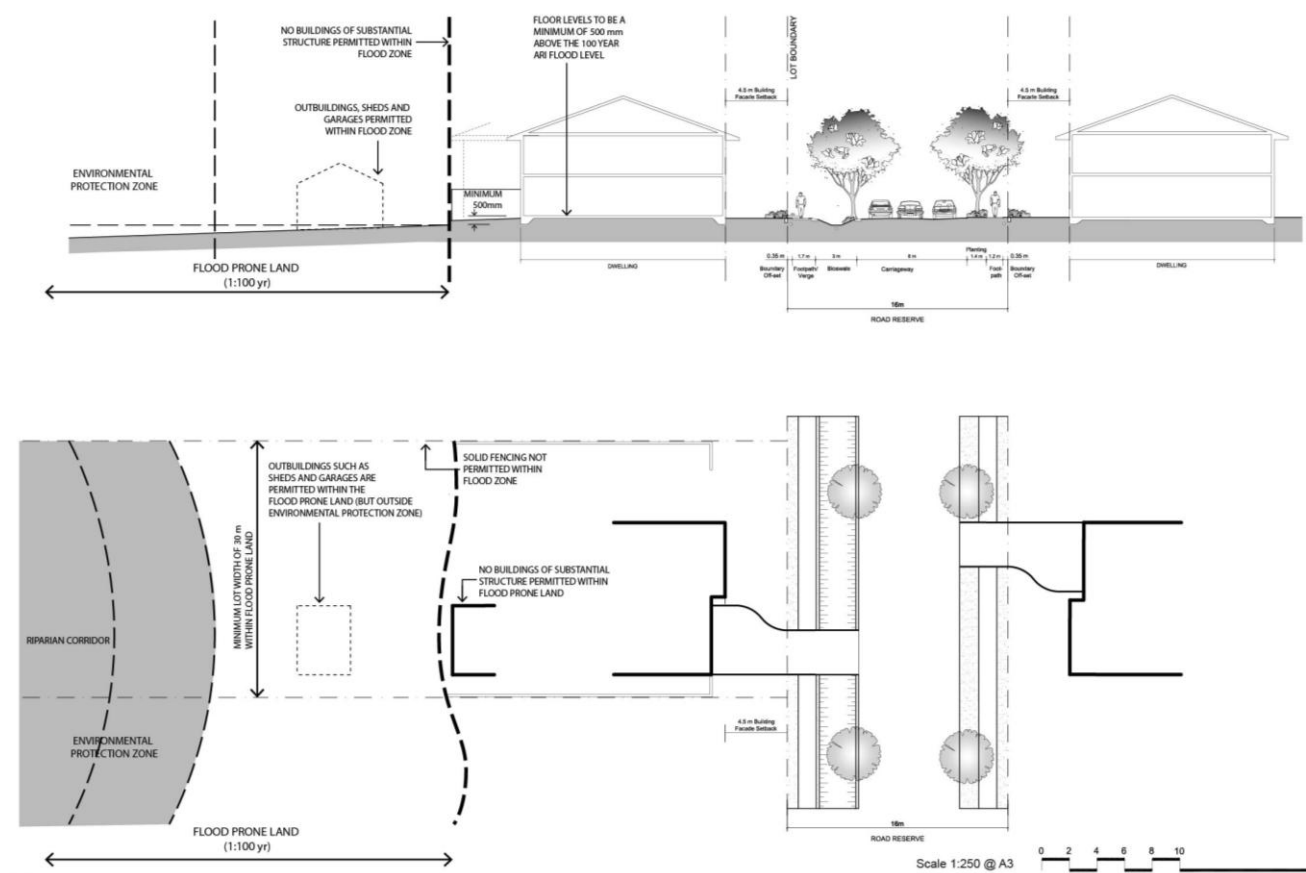 NO BUILDINGS OF SUBSTANTIAL
STRUCTURE PERMITTED WITHIN
FLOOD ZONE
FLOOR LEVELS TO BE A
MINIMUM OF 500 mm
ABOVE THE 100 YEAR
ARI FLOOD LEVEL
LOT BOUNDARY
4.5 m Building
Facade Setback
4.5 m Building
Facade Setback
OUTBUILDINGS, SHEDS AND
GARAGES PERMITTED
WITHIN FLOOD ZONE
ENVIRONMENTAL
PROTECTION ZONE
MINIMUM
500mm
FLOOD PRONE LAND
(1:100 yr)
DWELLING
0.35 m
Boundary
Off-set
1.7 m
Footpath/
Verge
3 m
Bioswale
8 m
Carriageway
Planting
1.4 m
1.2 m
Foot-
path
0.35 m
Boundary
Off-set
DWELLING
16m
ROAD RESERVE
OUTBUILDINGS SUCH AS
SHEDS AND GARAGES ARE
PERMITTED WITHIN THE
FLOOD PRONE LAND (BUT OUTSIDE
ENVIRONMENTAL PROTECTION ZONE)
SOLID FENCING NOT
PERMITTED WITHIN
FLOOD ZONE
MINIMUM LOT WIDTH OF 30 m
WITHIN FLOOD PRONE LAND
NO BUILDINGS OF SUBSTANTIAL
STRUCTURE PERMITTED WITHIN
FLOOD PRONE LAND
RIPARIAN CORRIDOR
ENVIRONMENTAL
PROTECTION ZONE
4.5 m Building
Facade Setback
FLOOD PRONE LAND
(1:100 yr)
16m
ROAD RESERVE
Scale 1:250 @ A3
0 2 4 6 8 10